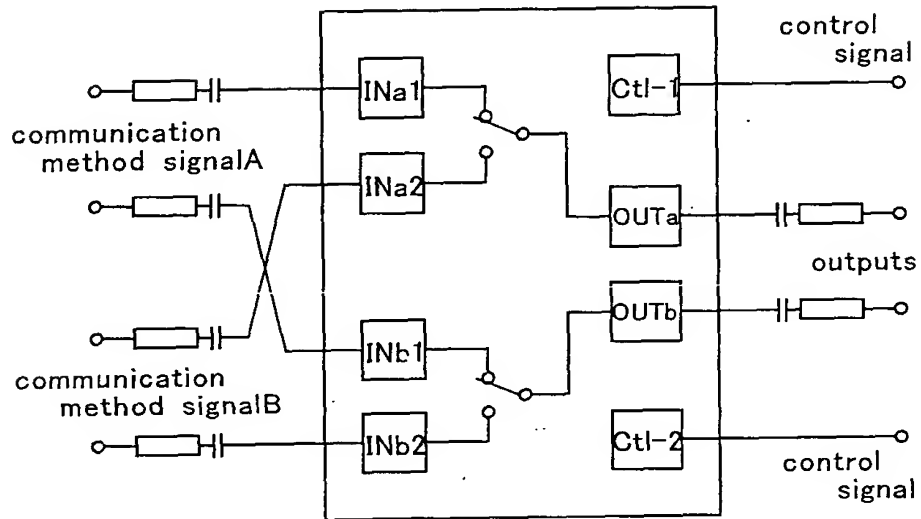 control
signal
INa1
Ctl-1
communication
method signalA
INa2
OUTa
outputs
OUTb
INb1
communication
method signalB
INb2
Ctl-2
control
signal